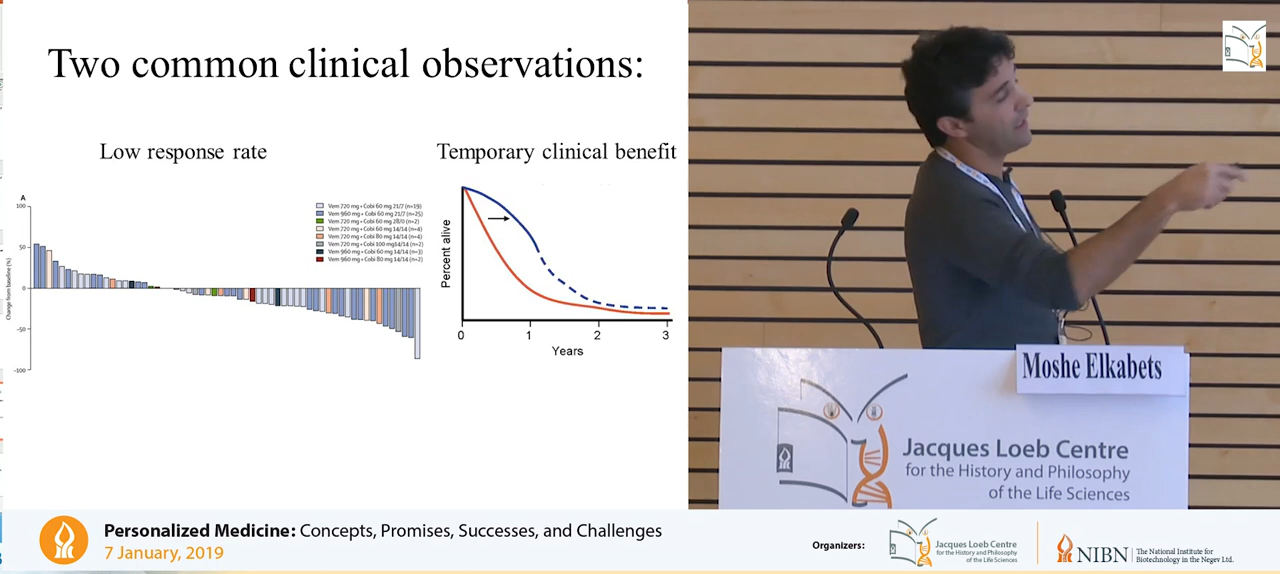 Two common clinical observations:
Low response rate
Temporary clinical benefit
A
100
50
0
-50
-100
Change from baseline (%)
Vem 720 mg + Cobi 60 mg 21/7 (n=19)
Vem 960 mg + Cobi 60 mg 21/7 (n=25)
Vem 720 mg + Cobi 60 mg 28/0 (n=2)
Vem 720 mg + Cobi 60 mg 14/14 (n=4)
Vem 720 mg + Cobi 80 mg 14/14 (n=4)
Vem 720 mg + Cobi 100 mg 14/14 (n=2)
Vem 960 mg + Cobi 60 mg 14/14 (n=3)
Vem 960 mg + Cobi 80 mg 14/14 (n=2)
Percent alive
0
1
2
3
Years
Moshe Elkabets
Jacques Loeb Centre
for the History and Philosophy
of the Life Sciences
Personalized Medicine: Concepts, Promises, Successes, and Challenges
7 January, 2019
Organizers:
Jacques Loeb Centre
for the History and Philosophy
of the Life Sciences
NIBN
The National Institute for
Biotechnology in the Negev Ltd.